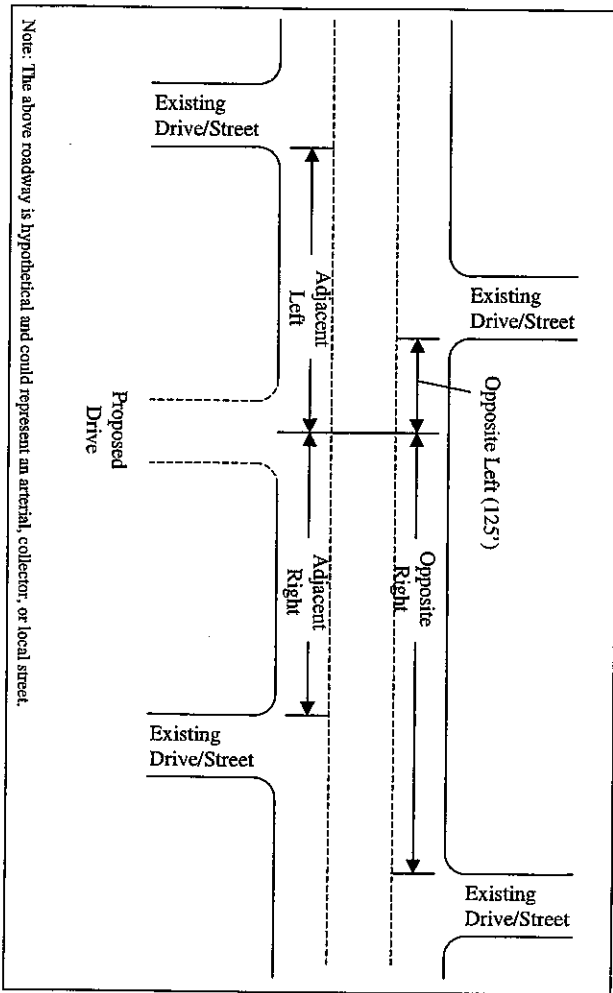 Existing
Drive/Street
Existing
Drive/Street
Adjacent
Left
Opposite Left (125')
Proposed
Drive
Adjacent
Right
Opposite
Right
Existing
Drive/Street
Existing
Drive/Street
Note: The above roadway is hypothetical and could represent an arterial, collector, or local street.